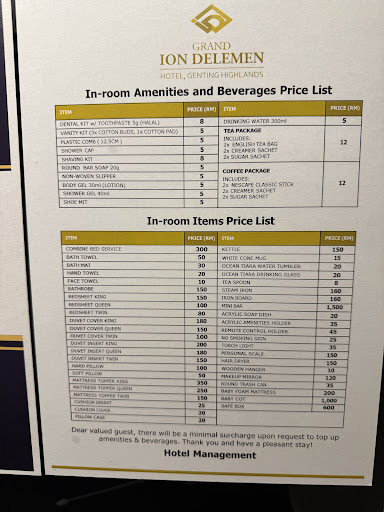 GRAND
ION DELEMEN
HOTEL, GENTING HIGHLANDS
In-room Amenities and Beverages Price List
ITEM PRICE (RM)
DENTAL KIT w/ TOOTHPASTE 5g (HALAL) 8
VANITY KIT (3x COTTON BUDS, 1x COTTON PAD) 5
PLASTIC COMB ( 12.5CM ) 5
SHOWER CAP 5
SHAVING KIT 8
ROUND BAR SOAP 20g 5
NON-WOVEN SLIPPER 5
BODY GEL 30ml (LOTION) 5
SHOWER GEL 40ml 5
SHOE MIT 5
ITEM PRICE (RM)
DRINKING WATER 300ml 5
TEA PACKAGE
INCLUDES:
2x ENGLISH TEA BAG 12
2x CREAMER SACHET
2x SUGAR SACHET
COFFEE PACKAGE
INCLUDES:
2x NESCAFE CLASSIC STICK 12
2x CREAMER SACHET
3x SUGAR SACHET
In-room Items Price List
ITEM PRICE (RM)
COMBINE BED SERVICE 300
BATH TOWEL 50
BATH MAT 30
HAND TOWEL 20
FACE TOWEL 10
BATHROBE 150
BEDSHEET KING 150
BEDSHEET QUEEN 100
BEDSHEET TWIN 80
DUVET COVER KING 180
DUVET COVER QUEEN 150
DUVET COVER TWIN 100
DUVET INSERT KING 200
DUVET INSERT QUEEN 180
DUVET INSERT TWIN 150
HARD PILLOW 100
SOFT PILLOW 50
MATTRESS TOPPER KING 350
MATTRESS TOPPER QUEEN 250
MATTRESS TOPPER TWIN 200
CUSHION INSERT 25
CUSHION COVER 20
PILLOW CASE 20
ITEM PRICE (RM)
KETTLE 150
WHITE CONE MUG 15
OCEAN TIARA WATER TUMBLER 20
OCEAN TIARA DRINKING GLASS 20
TEA SPOON 8
STEAM IRON 160
IRON BOARD 160
MINI BAR 1,500
ACRYLIC SOAP DISH 20
ACRYLIC AMENITIES HOLDER 35
REMOTE CONTROL HOLDER 45
NO SMOKING SIGN 25
TORCH LIGHT 35
PERSONAL SCALE 150
HAIR DRYER 150
WOODEN HANGER 10
MAKEUP MIRROR 120
ROUND TRASH CAN 35
BABY FOAM MATTRESS 200
BABY COT 1,000
SAFE BOX 600
Dear valued guest, there will be a minimal surcharge upon request to top up
amenities & beverages. Thank you and have a pleasant stay!
Hotel Management